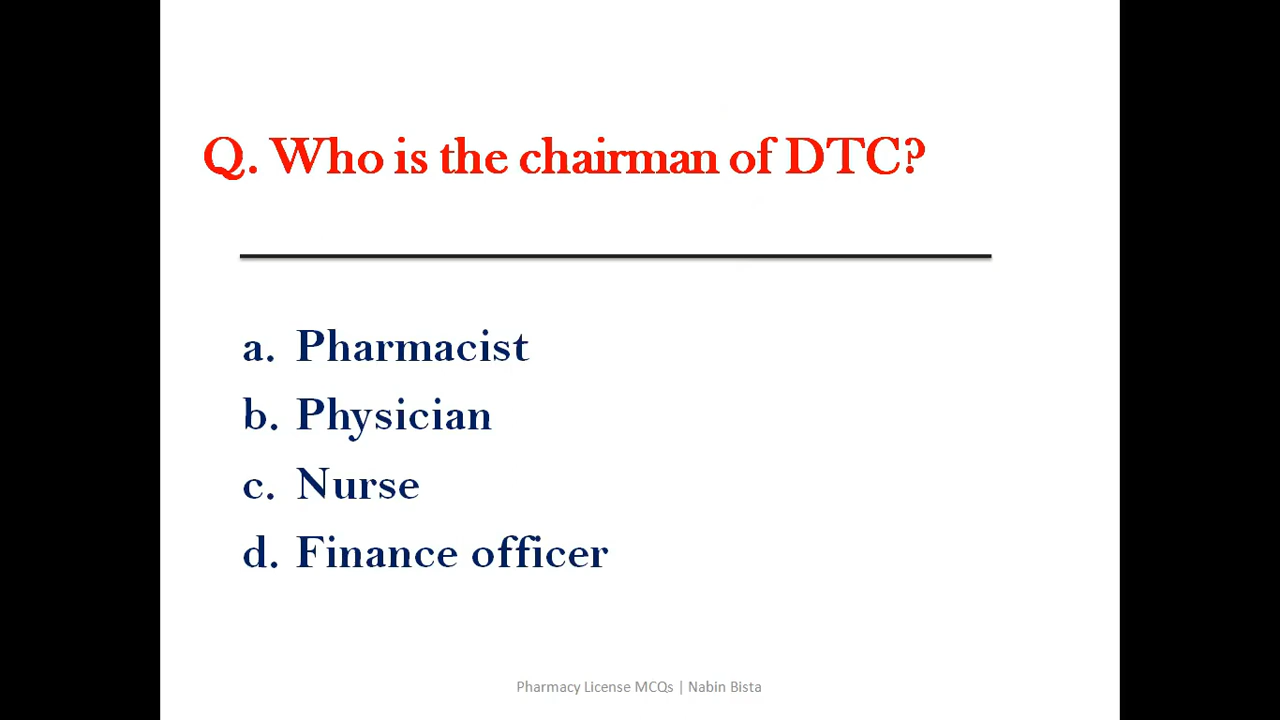 Q. Who is the chairman of DTC?
a. Pharmacist
b. Physician
c. Nurse
d. Finance officer
Pharmacy License MCQs | Nabin Bista